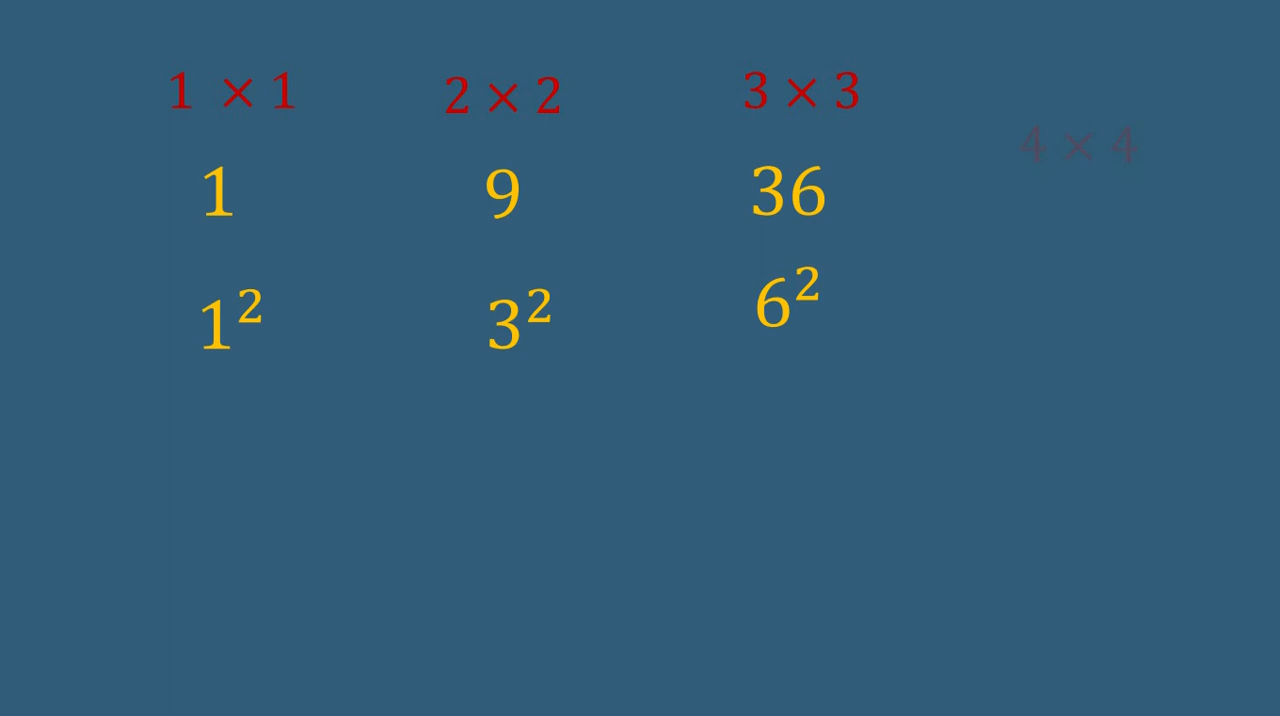 1 × 1 2 × 2 3 × 3
4 × 4
1 9 36
1² 3² 6²